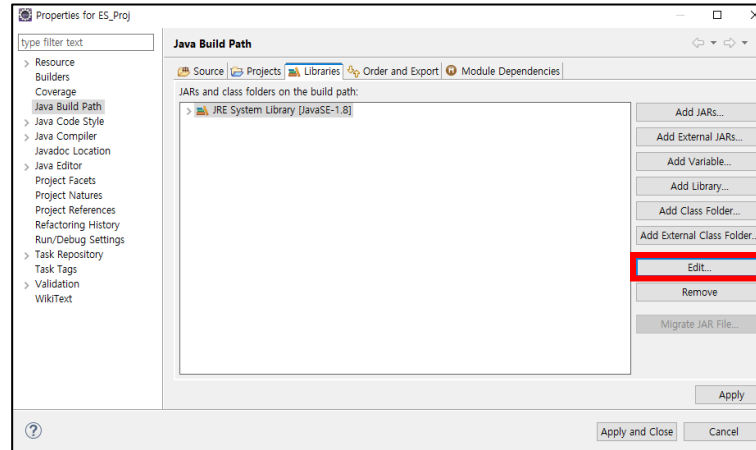 Properties for ES_Proj
type filter text
Resource
Builders
Coverage
Java Build Path
Java Code Style
Java Compiler
Javadoc Location
Java Editor
Project Facets
Project Natures
Project References
Refactoring History
Run/Debug Settings
Task Repository
Task Tags
Validation
WikiText
Java Build Path
Source Projects Libraries Order and Export Module Dependencies
JARs and class folders on the build path:
JRE System Library [JavaSE-1.8]
Add JARs...
Add External JARs...
Add Variable...
Add Library...
Add Class Folder...
Add External Class Folder...
Edit...
Remove
Migrate JAR File...
Apply
Apply and Close Cancel